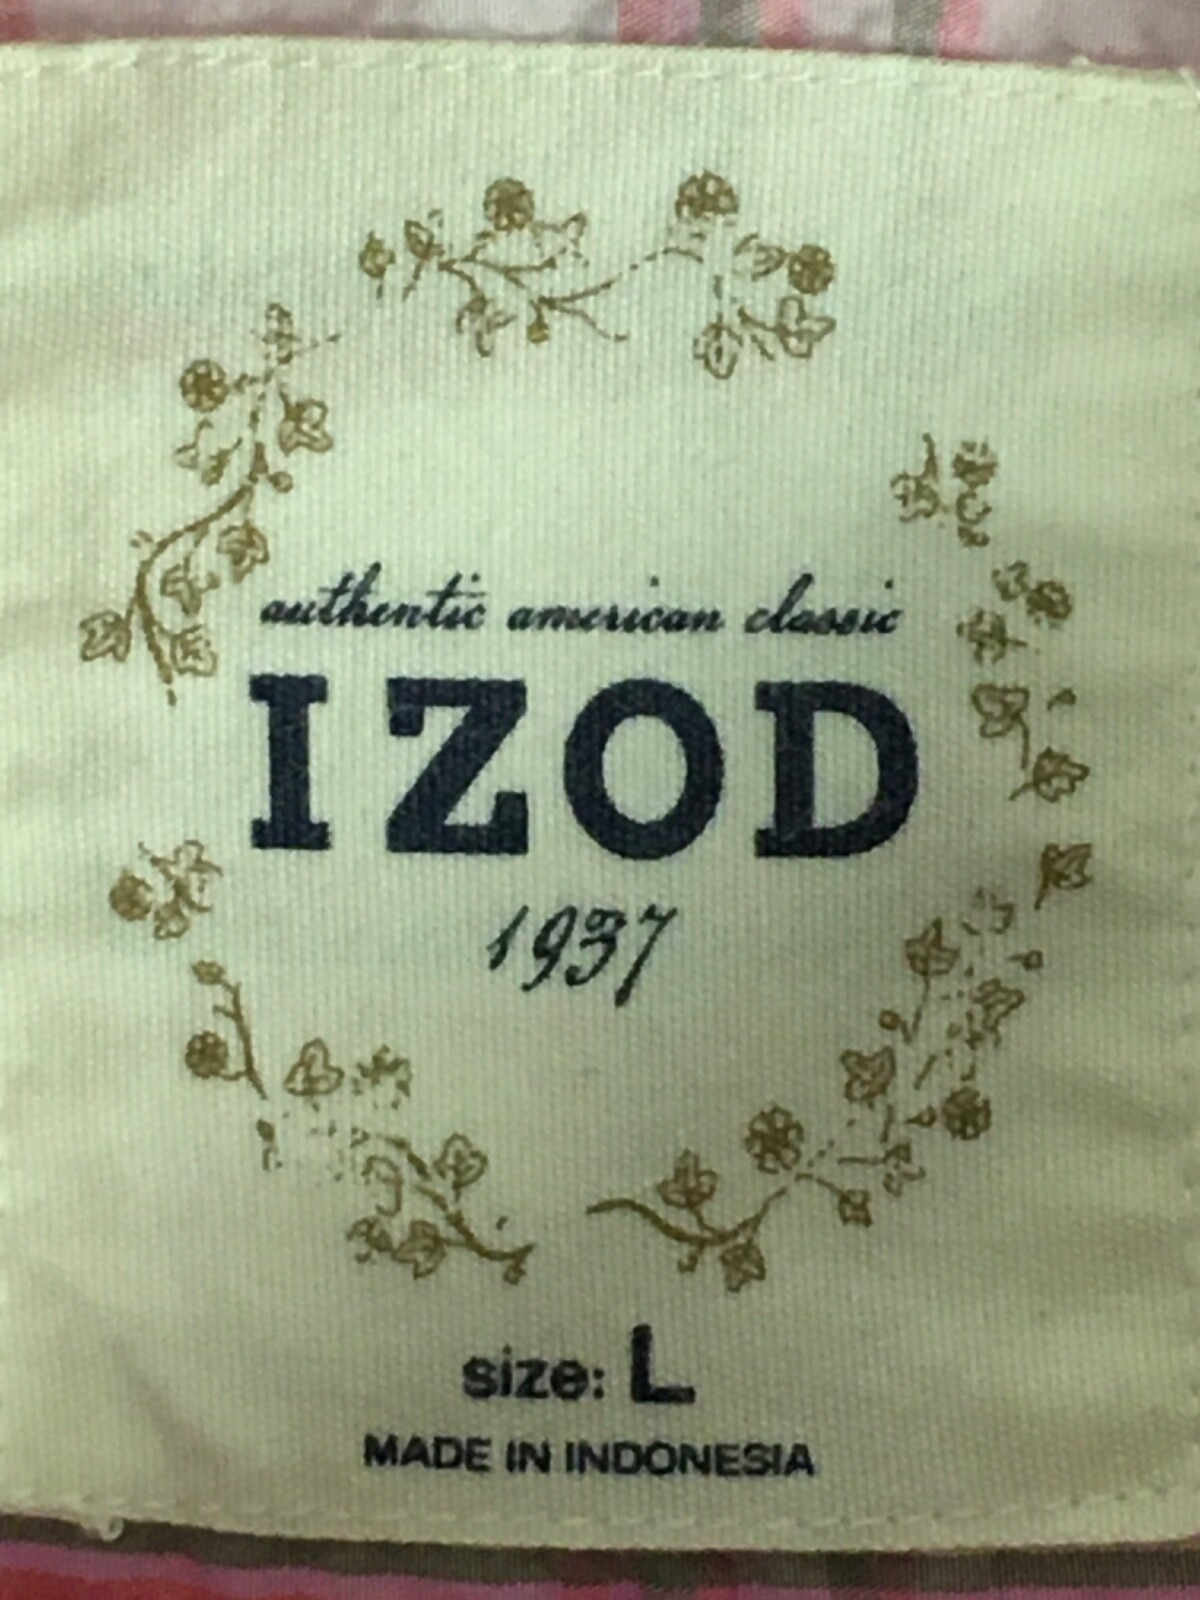 authentic american classic
IZOD
1937
size: L
MADE IN INDONESIA